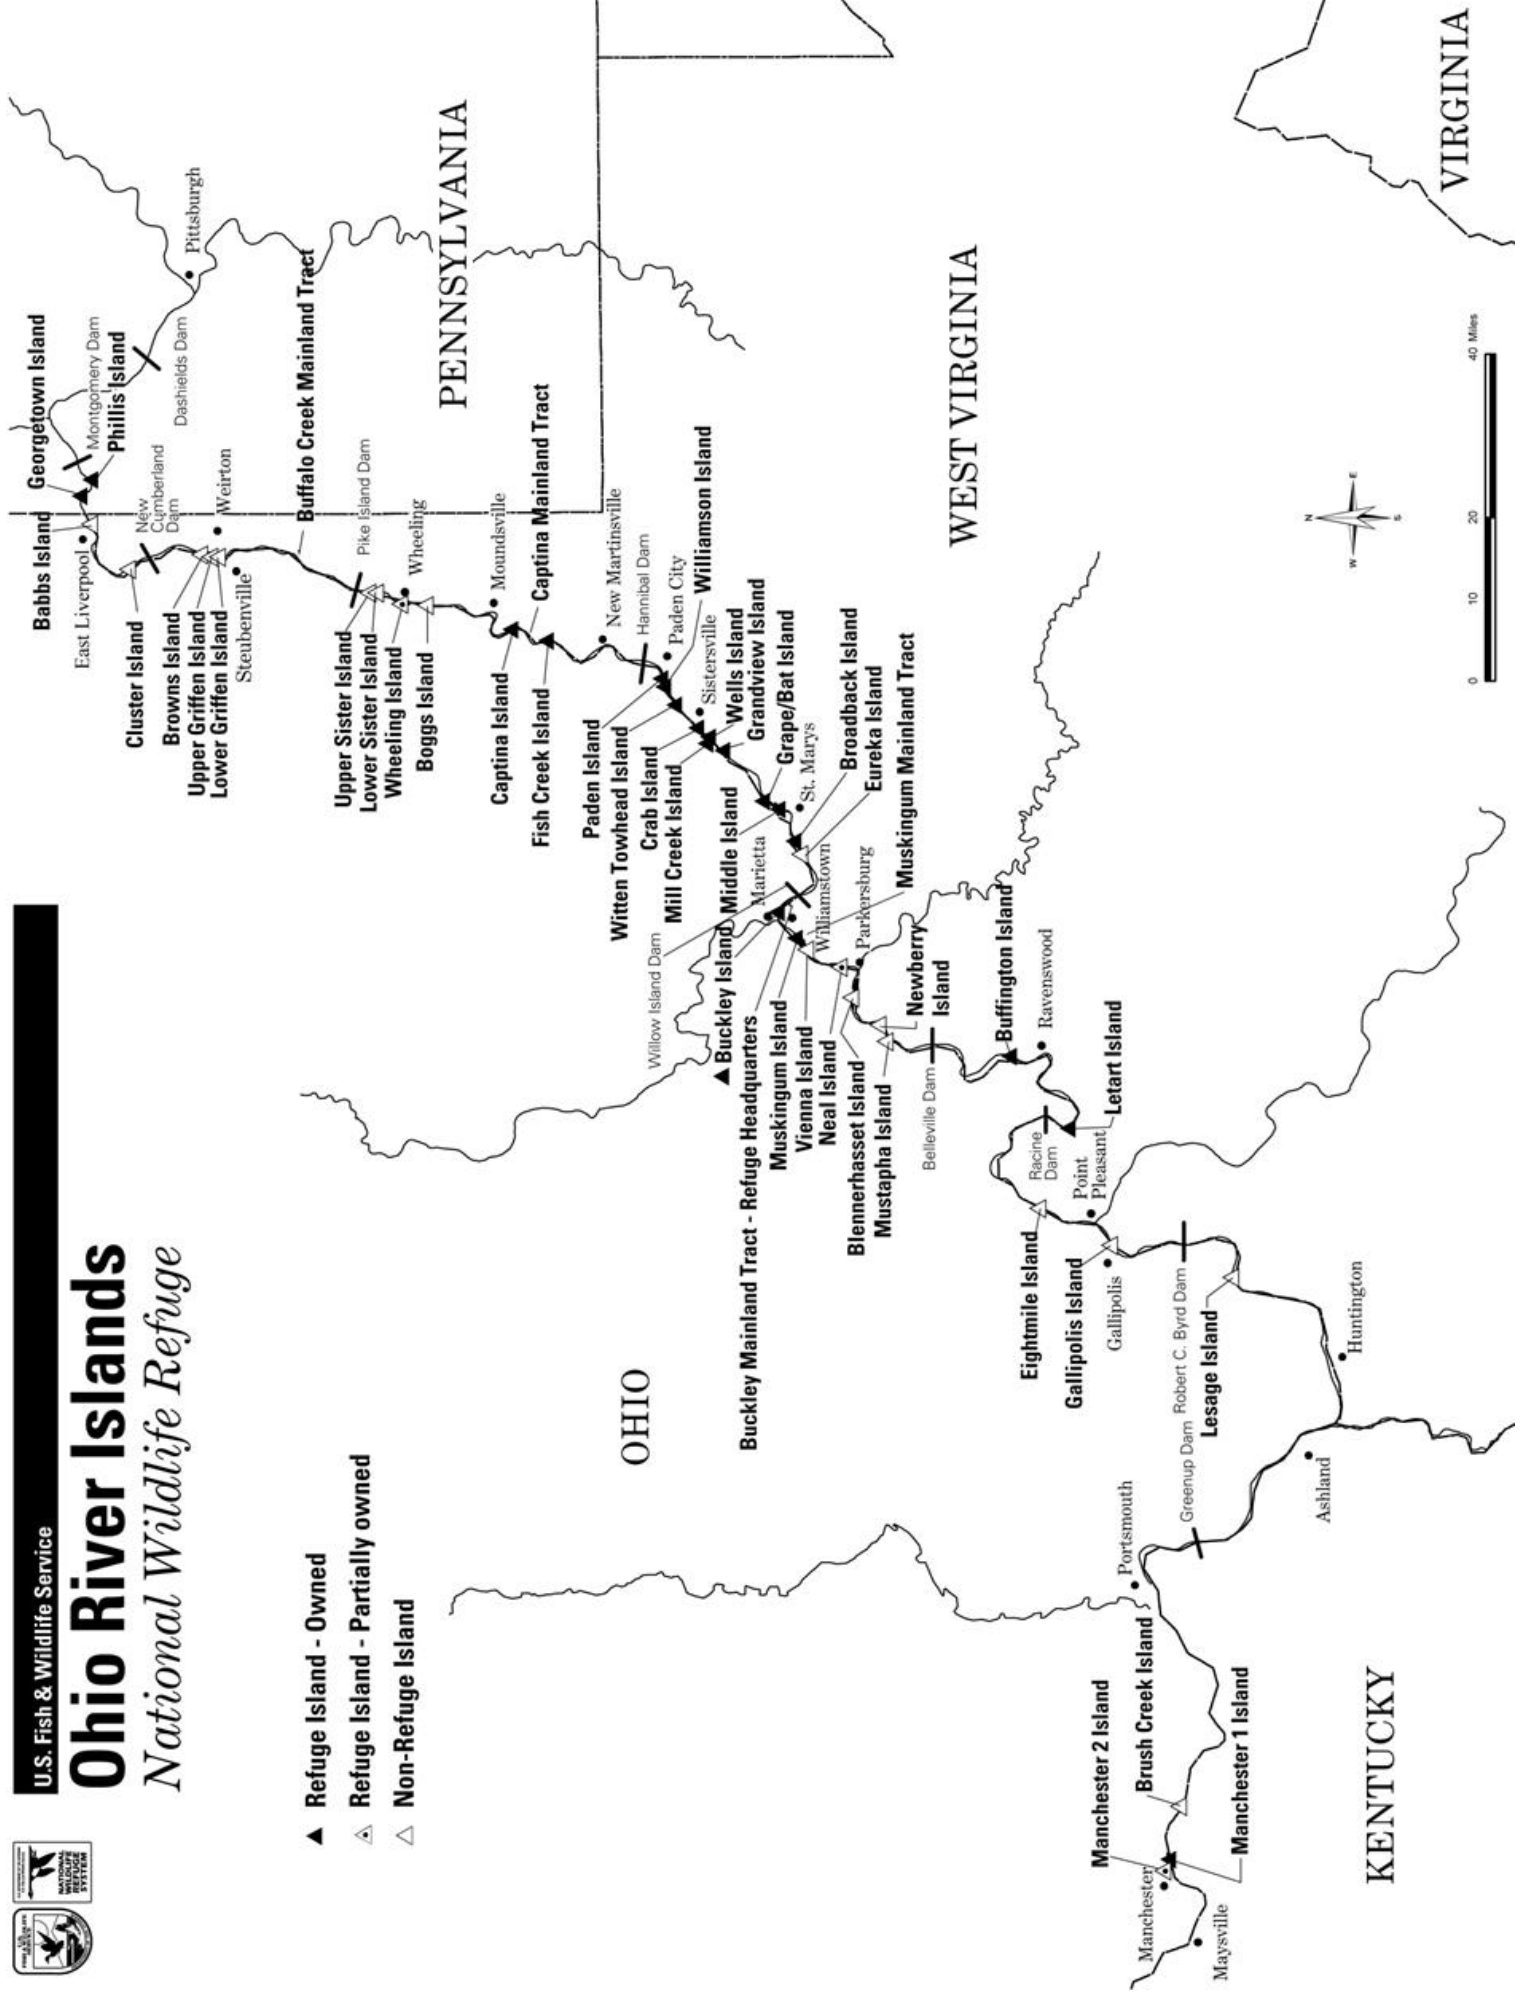 U.S. Fish & Wildlife Service
Ohio River Islands
National Wildlife Refuge
NATIONAL
WILDLIFE
REFUGE
SYSTEM
Refuge Island - Owned
Refuge Island - Partially owned
Non-Refuge Island
OHIO
PENNSYLVANIA
WEST VIRGINIA
VIRGINIA
KENTUCKY
Babbs Island
Georgetown Island
Montgomery Dam
Phillis Island
Dashields Dam
Pittsburgh
East Liverpool
New
Cumberland
Dam
Cluster Island
Browns Island
Upper Griffen Island
Lower Griffen Island
Weirton
Steubenville
Buffalo Creek Mainland Tract
Pike Island Dam
Upper Sister Island
Lower Sister Island
Wheeling Island
Wheeling
Boggs Island
Moundsville
Captina Island
Captina Mainland Tract
Fish Creek Island
New Martinsville
Hannibal Dam
Paden City
Paden Island
Williamson Island
Witten Towhead Island
Sistersville
Crab Island
Wells Island
Mill Creek Island
Grandview Island
Grape/Bat Island
Middle Island
St. Marys
Broadback Island
Eureka Island
Willow Island Dam
Marietta
Williamstown
Buckley Island
Buckley Mainland Tract - Refuge Headquarters
Muskingum Island
Muskingum Mainland Tract
Vienna Island
Neal Island
Parkersburg
Blennerhasset Island
Newberry
Island
Mustapha Island
Belleville Dam
Buffington Island
Ravenswood
Letart Island
Racine
Dam
Point
Pleasant
Eightmile Island
Gallipolis Island
Gallipolis
Robert C. Byrd Dam
Lesage Island
Huntington
Ashland
Greenup Dam
Portsmouth
Brush Creek Island
Manchester 2 Island
Manchester 1 Island
Manchester
Maysville
N
W
E
S
0
10
20
40 Miles